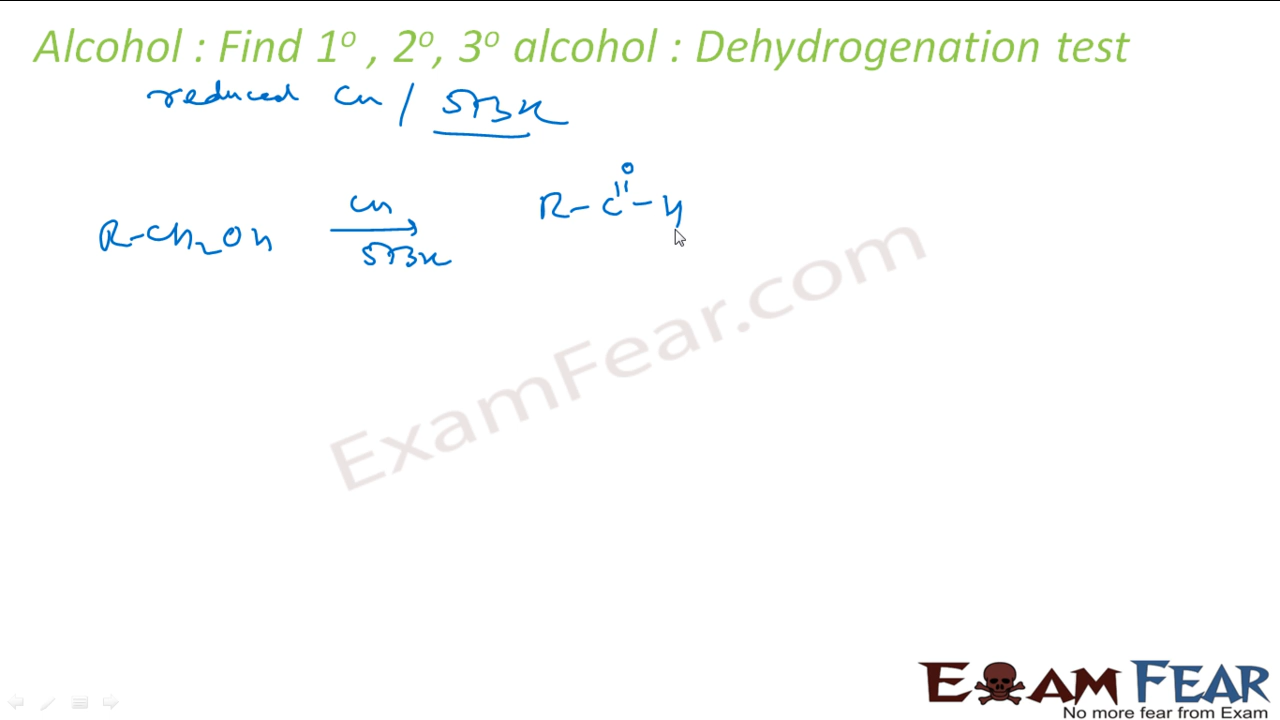 Alcohol : Find 1º , 2º, 3º alcohol : Dehydrogenation test
reduced Cu / 573K
O
Cu R-C-H
R-CH2OH 573K
ExamFear.com
EXAM FEAR
No more fear from Exam